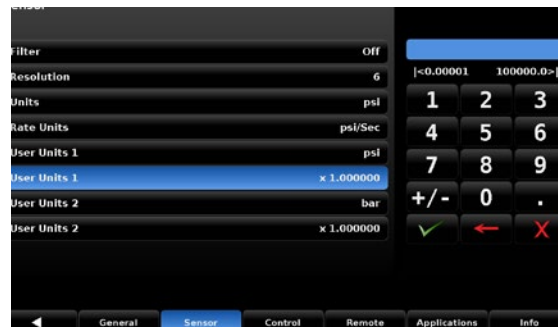 Sensor
Filter Off
Resolution 6
Units psi
Rate Units psi/Sec
User Units 1 psi
User Units 1 x 1.000000
User Units 2 bar
User Units 2 x 1.000000
|<0.00001 100000.0>|
1 2 3
4 5 6
7 8 9
+/- 0 .
X
General Sensor Control Remote Applications Info